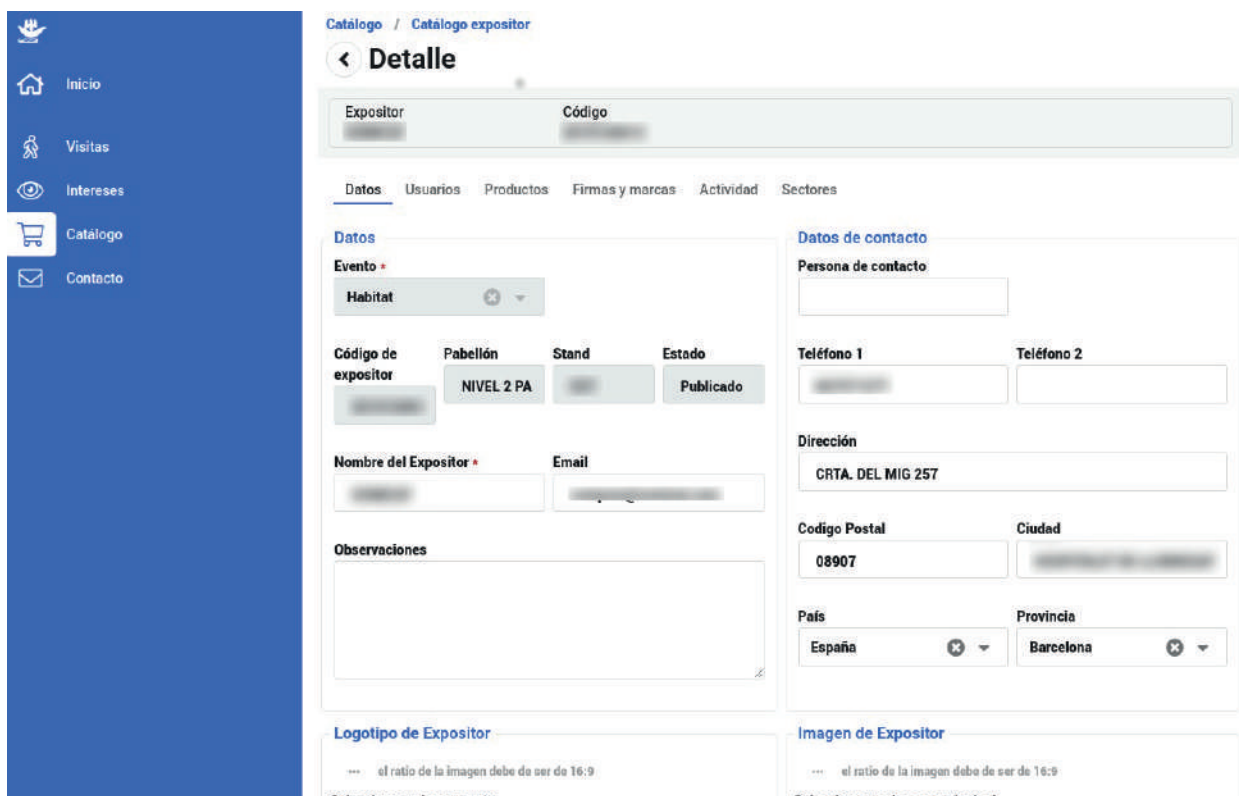 Catálogo / Catálogo expositor
Detalle
Inicio
Visitas
Intereses
Catálogo
Contacto
Expositor Código
Datos Usuarios Productos Firmas y marcas Actividad Sectores
Datos
Evento *
Habitat
Código de expositor
Pabellón
NIVEL 2 PA
Stand
Estado
Publicado
Nombre del Expositor *
Email
Observaciones
Datos de contacto
Persona de contacto
Teléfono 1
Teléfono 2
Dirección
CRTA. DEL MIG 257
Codigo Postal
08907
Ciudad
País
España
Provincia
Barcelona
Logotipo de Expositor
--- el ratio de la imagen debe de ser de 16:9
Imagen de Expositor
--- el ratio de la imagen debe de ser de 16:9